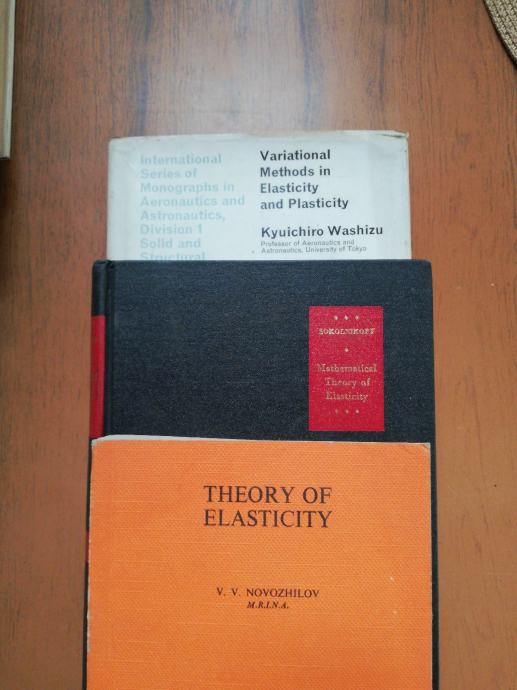 International
Series of
Monographs in
Aeronautics and
Astronautics,
Division 1
Solid and
Structural
Variational
Methods in
Elasticity
and Plasticity
Kyuichiro Washizu
Professor of Aeronautics and
Astronautics, University of Tokyo
SOKOLNIKOFF
Mathematical
Theory of
Elasticity
THEORY OF
ELASTICITY
V. V. NOVOZHILOV
M.R.I.N.A.